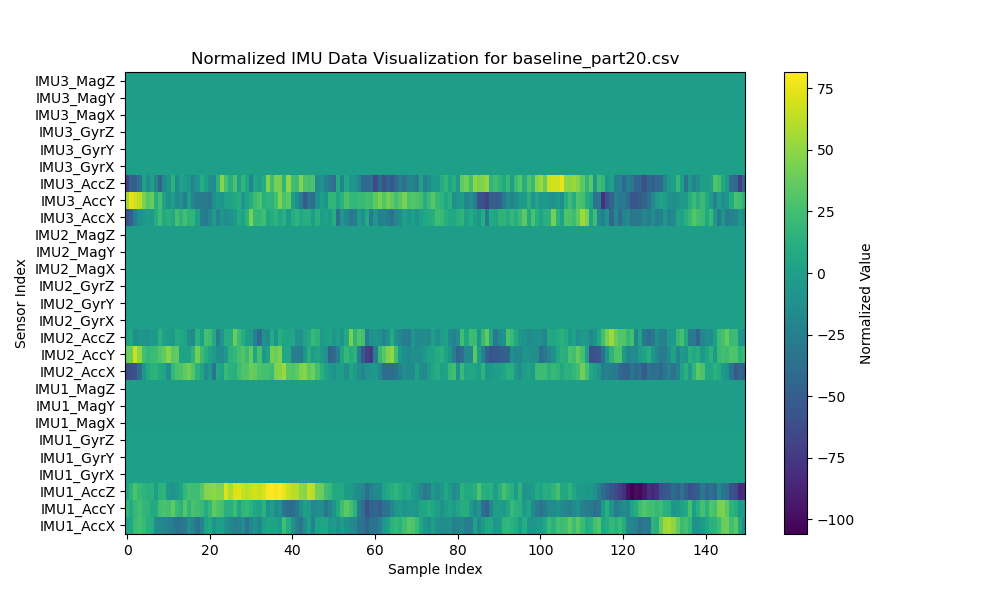 Normalized IMU Data Visualization for baseline_part20.csv
IMU3_MagZ
IMU3_MagY
IMU3_MagX
IMU3_GyrZ
IMU3_GyrY
IMU3_GyrX
IMU3_AccZ
IMU3_AccY
IMU3_AccX
IMU2_MagZ
IMU2_MagY
IMU2_MagX
IMU2_GyrZ
IMU2_GyrY
IMU2_GyrX
IMU2_AccZ
IMU2_AccY
IMU2_AccX
IMU1_MagZ
IMU1_MagY
IMU1_MagX
IMU1_GyrZ
IMU1_GyrY
IMU1_GyrX
IMU1_AccZ
IMU1_AccY
IMU1_AccX
Sensor Index
0 20 40 60 80 100 120 140
Sample Index
75
50
25
0
−25
−50
−75
−100
Normalized Value